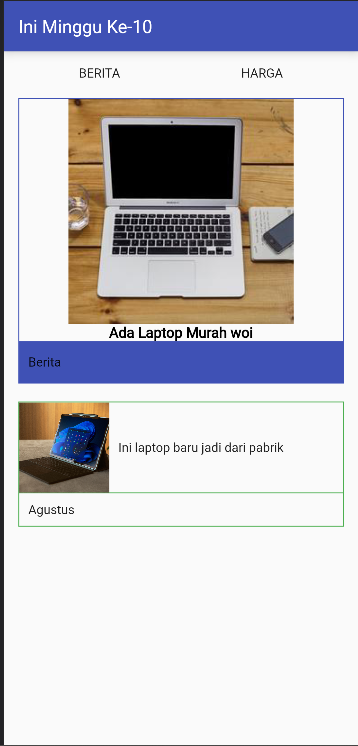 Ini Minggu Ke-10
BERITA HARGA
Ada Laptop Murah woi
Berita
Ini laptop baru jadi dari pabrik
Agustus